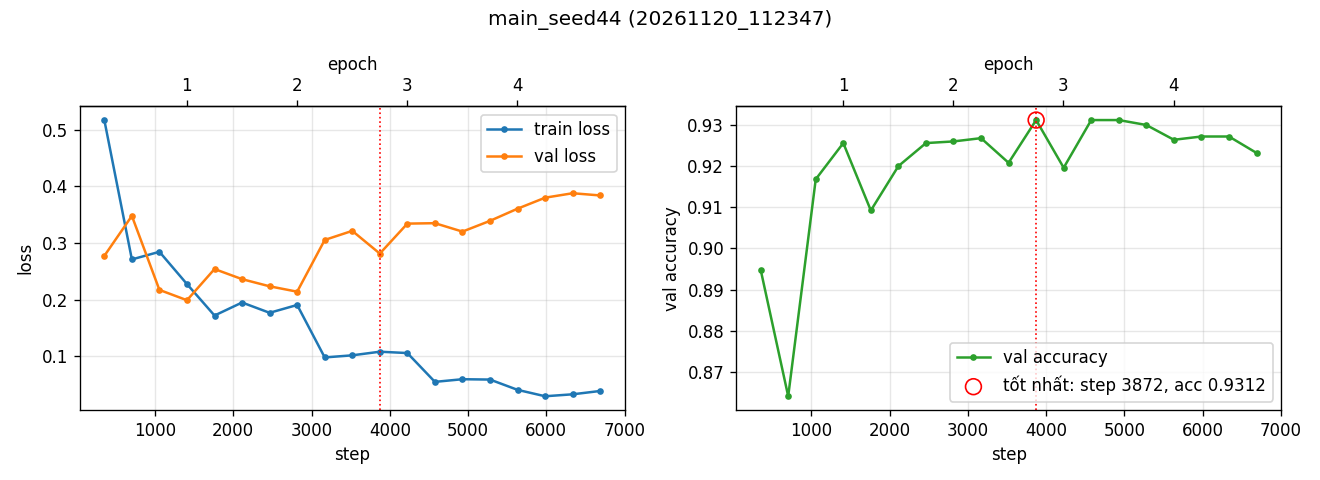 main_seed44 (20261120_112347)
epoch
1 2 3 4
0.5
0.4
0.3
0.2
0.1
loss
train loss
val loss
1000 2000 3000 4000 5000 6000 7000
step
epoch
1 2 3 4
0.93
0.92
0.91
0.90
0.89
0.88
0.87
val accuracy
val accuracy
tốt nhất: step 3872, acc 0.9312
1000 2000 3000 4000 5000 6000 7000
step